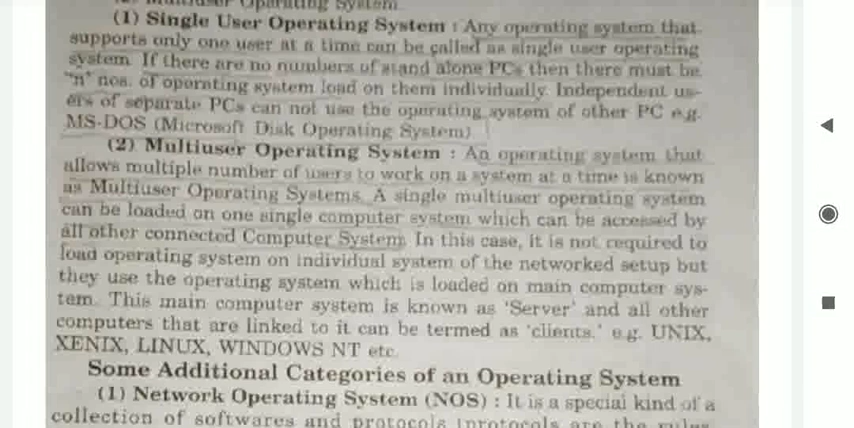 Operating System
(1) Single User Operating System : Any operating system that
supports only one user at a time can be called as single user operating
system. If there are no numbers of stand alone PCs then there must be
"n" nos. of operating system load on them individually. Independent us-
ers of separate PCs can not use the operating system of other PC e.g.
MS-DOS (Microsoft Disk Operating System)
(2) Multiuser Operating System : An operating system that
allows multiple number of users to work on a system at a time is known
as Multiuser Operating Systems. A single multiuser operating system
can be loaded on one single computer system which can be accessed by
all other connected Computer System. In this case, it is not required to
load operating system on individual system of the networked setup but
they use the operating system which is loaded on main computer sys-
tem. This main computer system is known as 'Server' and all other
computers that are linked to it can be termed as 'clients.' e.g. UNIX,
XENIX, LINUX, WINDOWS NT etc.
Some Additional Categories of an Operating System
(1) Network Operating System (NOS) : It is a special kind of a
collection of softwares and protocols (protocols are the rules